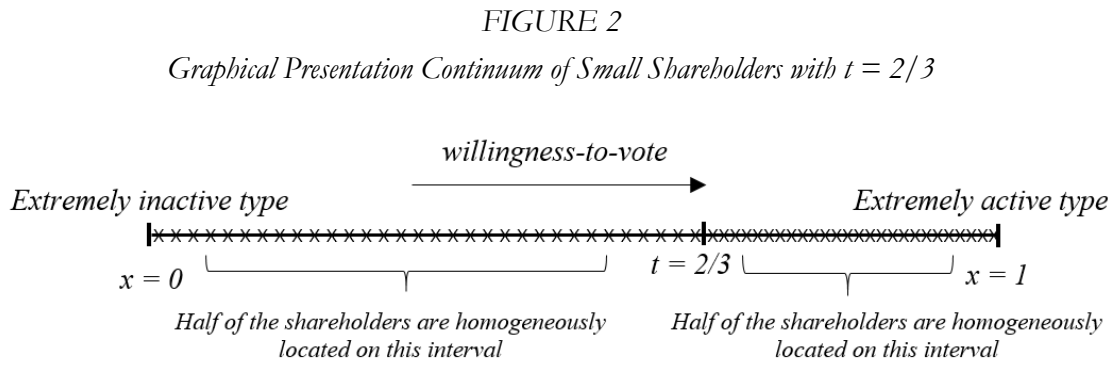 FIGURE 2
Graphical Presentation Continuum of Small Shareholders with t = 2/3
willingness-to-vote
Extremely inactive type
Extremely active type
x = 0
t = 2/3
x = 1
Half of the shareholders are homogeneously
located on this interval
Half of the shareholders are homogeneously
located on this interval